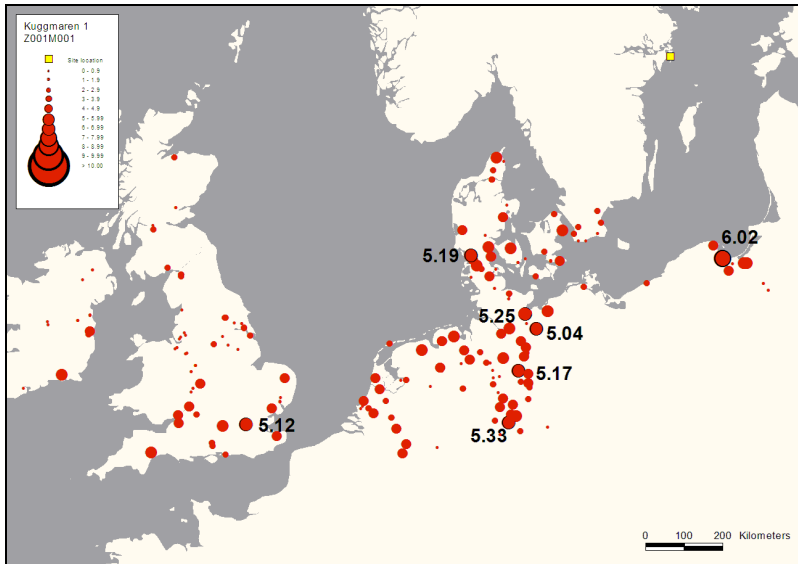 Kuggmaren 1
Z001M001
Site location
0 - 0.9
1 - 1.9
2 - 2.9
3 - 3.9
4 - 4.9
5 - 5.99
6 - 6.99
7 - 7.99
8 - 8.99
9 - 9.99
> 10.00
6.02
5.19
5.25
5.04
5.17
5.12
5.33
0 100 200 Kilometers